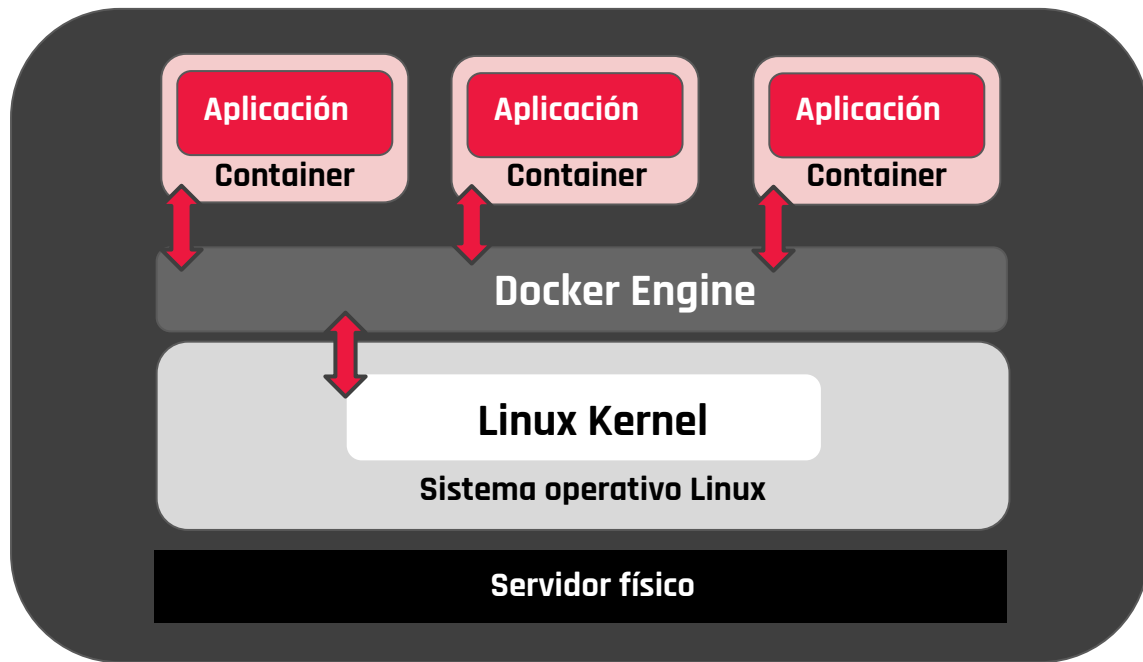 Aplicación
Aplicación
Aplicación
Container
Container
Container
Docker Engine
Linux Kernel
Sistema operativo Linux
Servidor físico